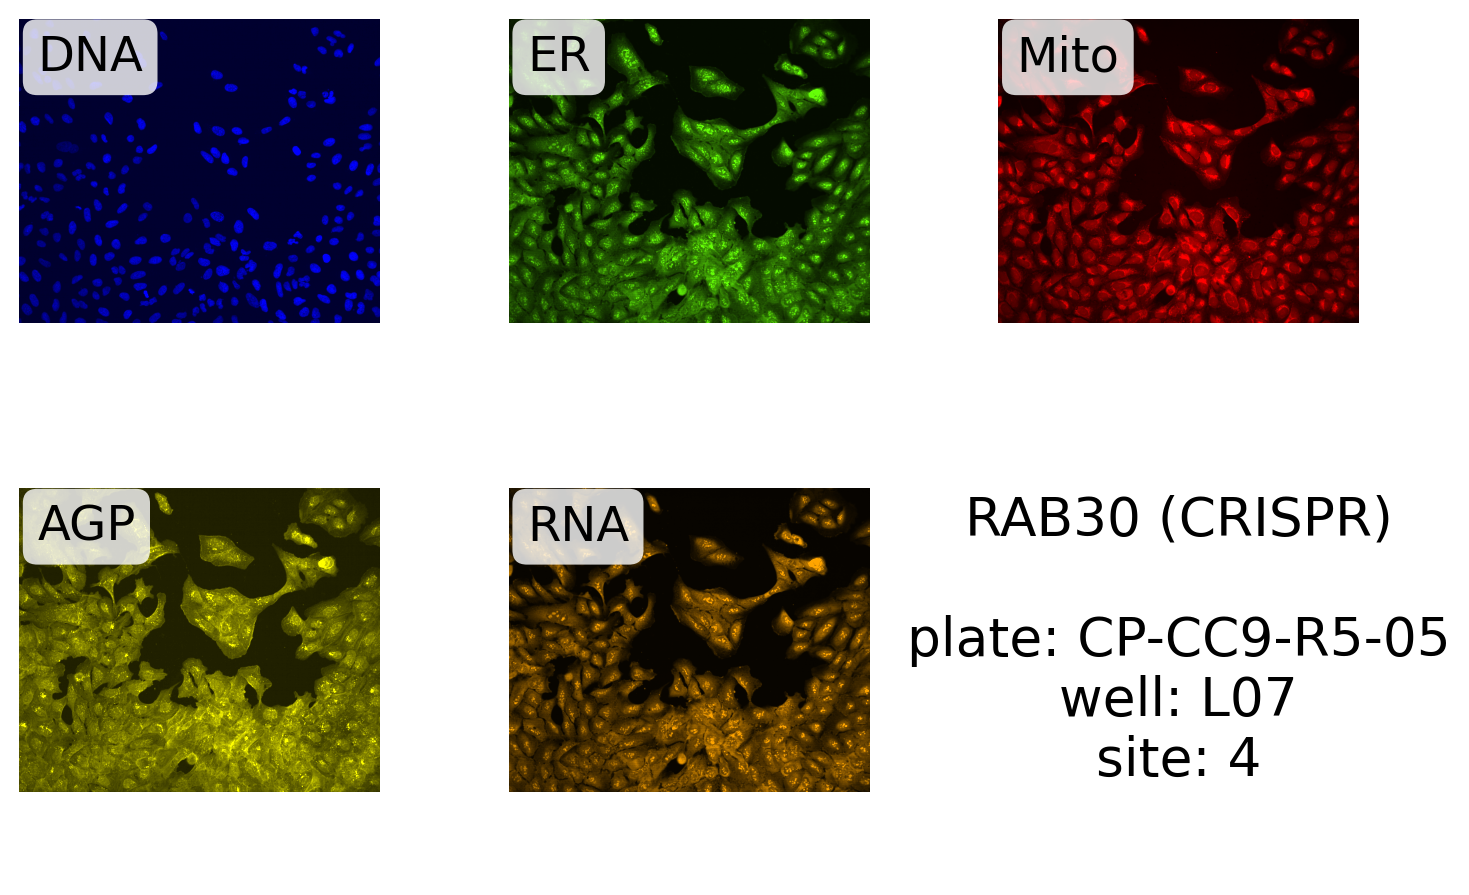 DNA
ER
Mito
AGP
RNA
RAB30 (CRISPR)
plate: CP-CC9-R5-05
well: L07
site: 4